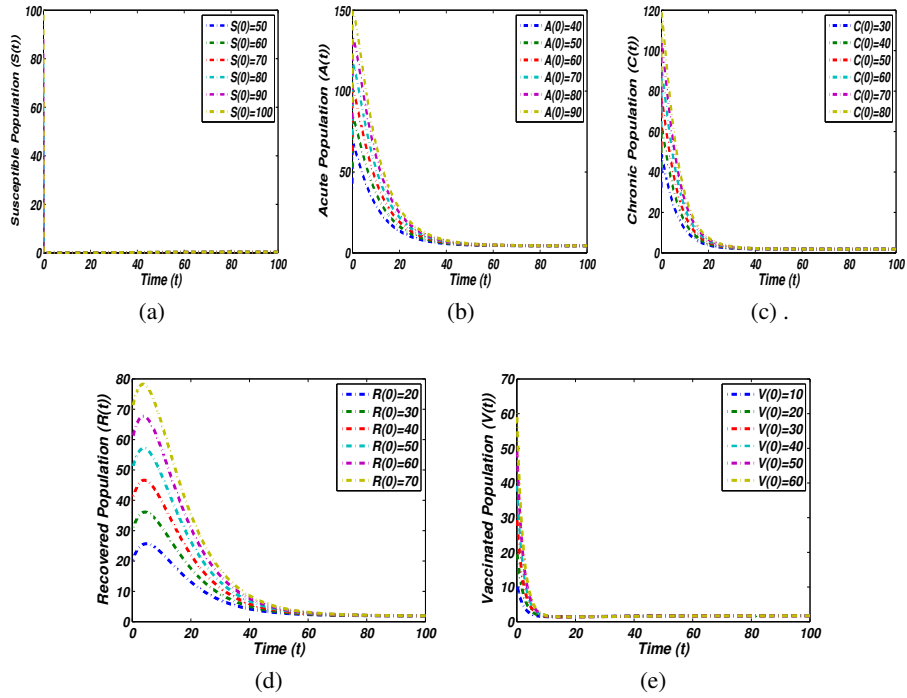 Susceptible Population (S(t))
100
80
60
40
20
0
0 20 40 60 80 100
Time (t)
S(0)=50
S(0)=60
S(0)=70
S(0)=80
S(0)=90
S(0)=100
(a)
Acute Population (A(t))
150
100
50
0
0 20 40 60 80 100
Time (t)
A(0)=40
A(0)=50
A(0)=60
A(0)=70
A(0)=80
A(0)=90
(b)
Chronic Population (C(t))
120
100
80
60
40
20
0
0 20 40 60 80 100
Time (t)
C(0)=30
C(0)=40
C(0)=50
C(0)=60
C(0)=70
C(0)=80
(c) .
Recovered Population (R(t))
80
70
60
50
40
30
20
10
0
0 20 40 60 80 100
Time (t)
R(0)=20
R(0)=30
R(0)=40
R(0)=50
R(0)=60
R(0)=70
(d)
Vaccinated Population (V(t))
70
60
50
40
30
20
10
0
0 20 40 60 80 100
Time (t)
V(0)=10
V(0)=20
V(0)=30
V(0)=40
V(0)=50
V(0)=60
(e)